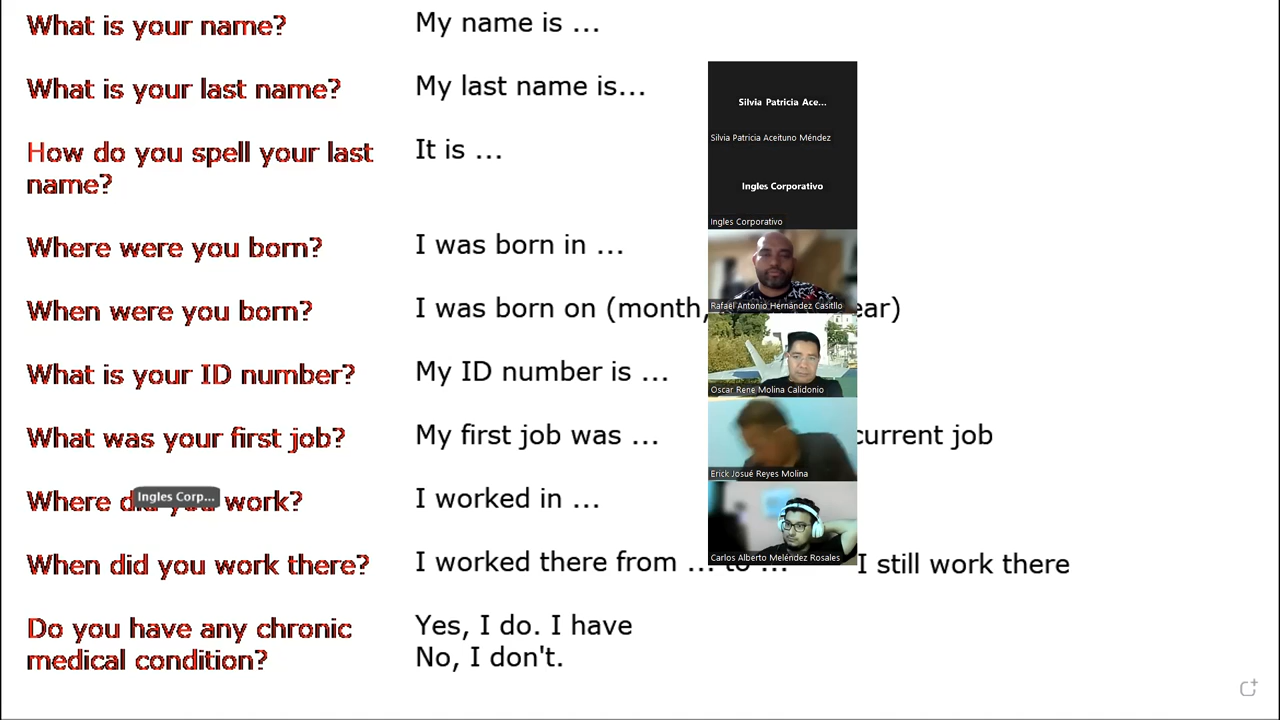 What is your name? My name is ...
What is your last name? My last name is...
How do you spell your last name? It is ...
Where were you born? I was born in ...
When were you born? I was born on (month, ear)
What is your ID number? My ID number is ...
What was your first job? My first job was ... current job
Where did you work? I worked in ...
When did you work there? I worked there from ... to ... I still work there
Do you have any chronic medical condition? Yes, I do. I have
No, I don't.
Silvia Patricia Ace...
Silvia Patricia Aceituno Méndez
Ingles Corporativo
Ingles Corporativo
Rafael Antonio Hernández Casitllo
Oscar Rene Molina Calidonio
Erick Josué Reyes Molina
Carlos Alberto Meléndez Rosales
Ingles Corp...